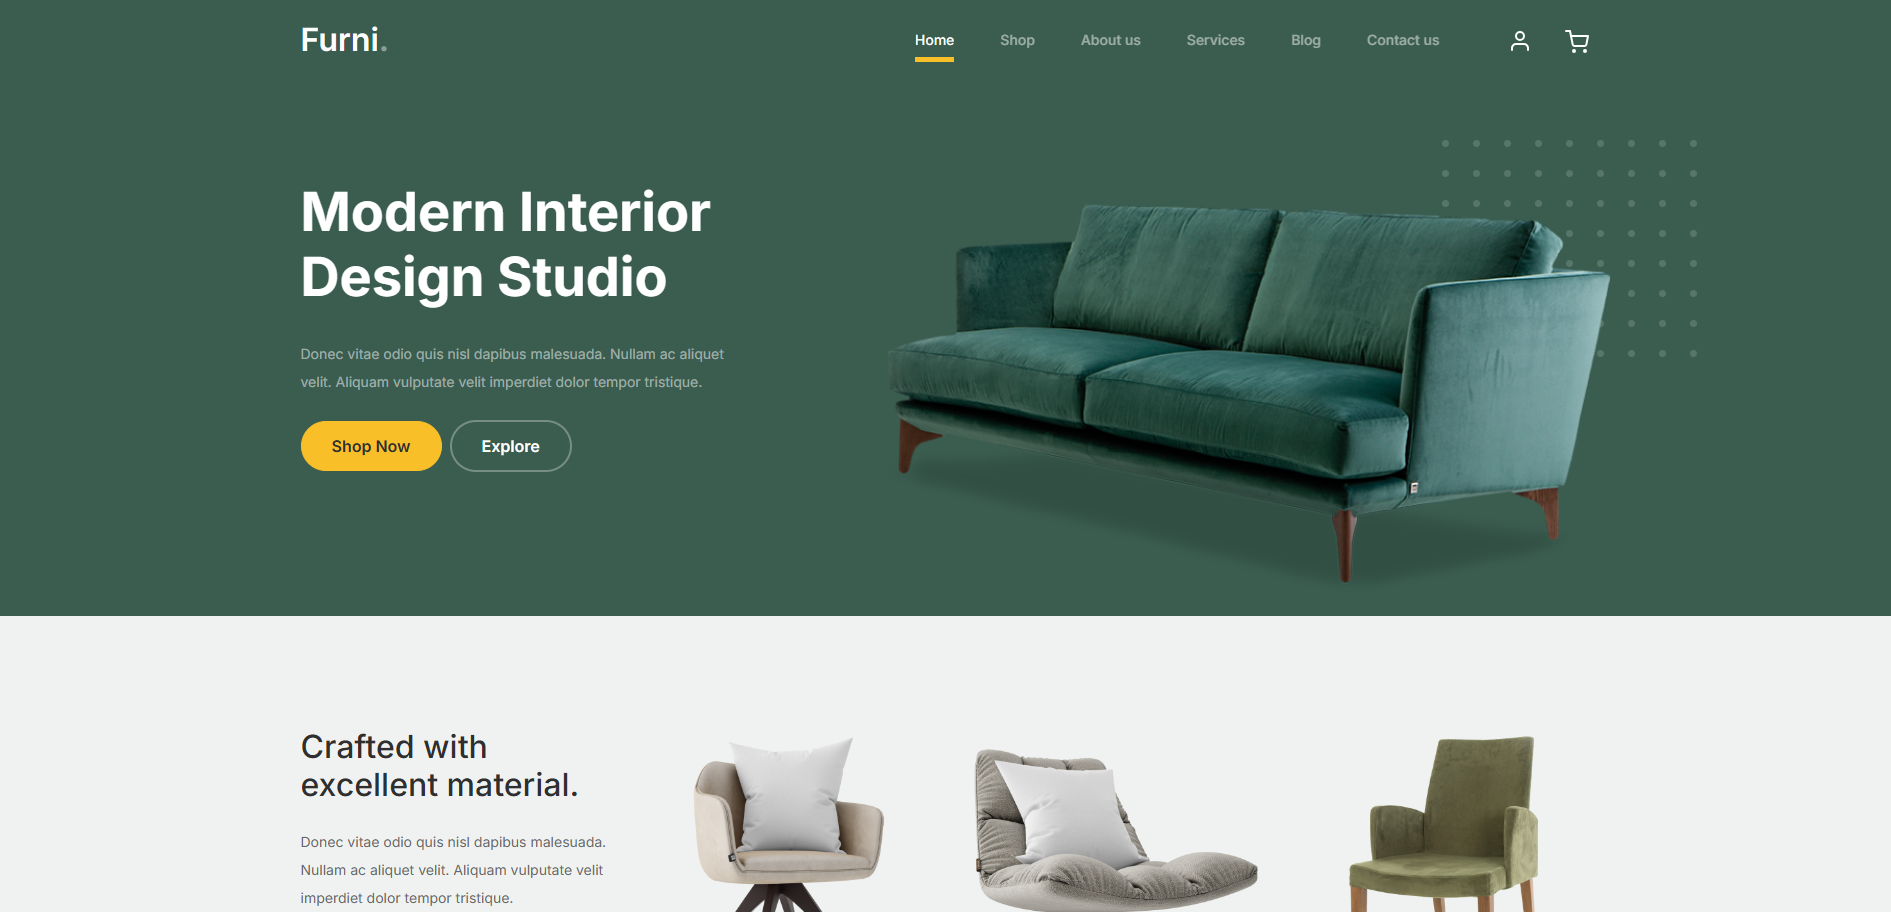 Furni.
Home Shop About us Services Blog Contact us
Modern Interior
Design Studio
Donec vitae odio quis nisl dapibus malesuada. Nullam ac aliquet
velit. Aliquam vulputate velit imperdiet dolor tempor tristique.
Shop Now Explore
Crafted with
excellent material.
Donec vitae odio quis nisl dapibus malesuada.
Nullam ac aliquet velit. Aliquam vulputate velit
imperdiet dolor tempor tristique.